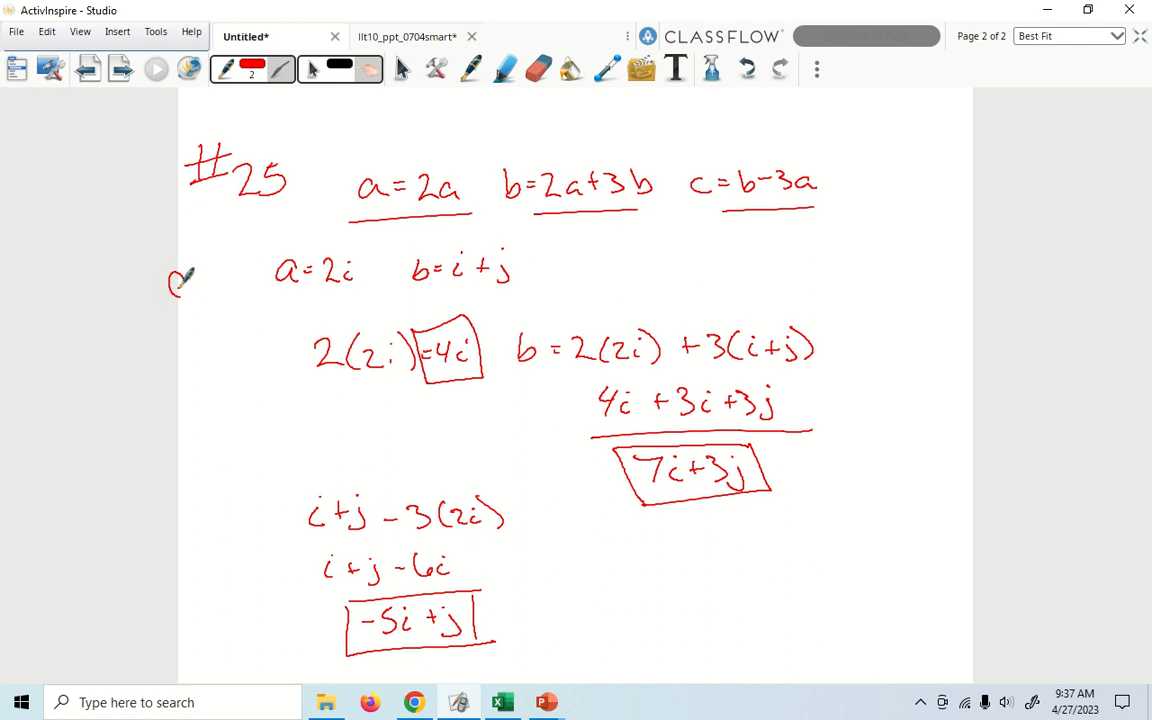 ActivInspire - Studio
File Edit View Insert Tools Help
Untitled* llt10_ppt_0704smart* CLASSFLOW Page 2 of 2 Best Fit
2
#25 a=2a b=2a+3b c=b-3a
a=2i b=i+j
2(2i)=4i b=2(2i)+3(i+j)
4i+3i+3j
7i+3j
i+j-3(2i)
i+j-6i
-5i+j
Type here to search
9:37 AM
4/27/2023